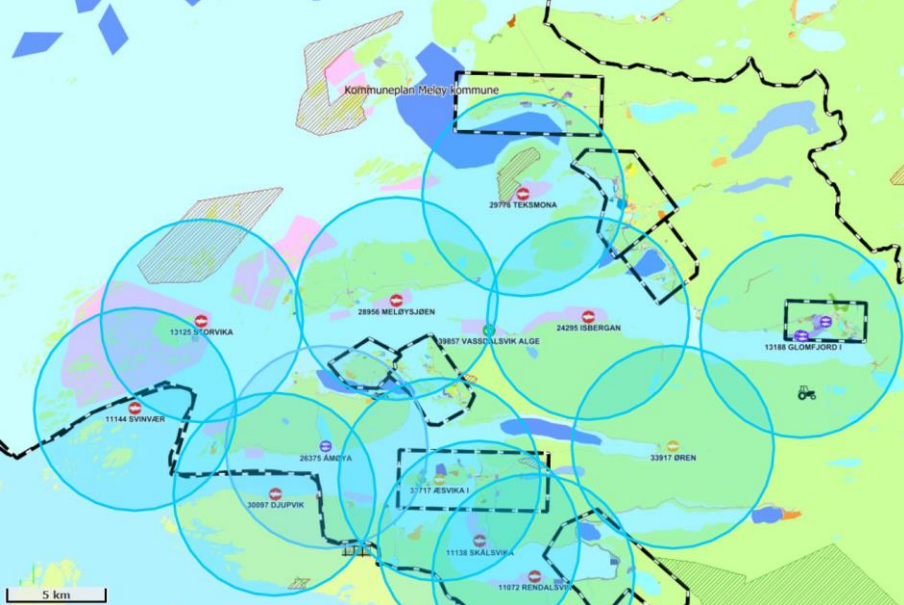 Kommuneplan Meløy kommune
29776 TEKSMONA
28956 MELØYSJØEN
24295 ISBERGAN
13125 STORVIKA
39857 VASSDALSVIK ALGE
13188 GLOMFJORD I
11144 SVINVÆR
26375 ÅMØYA
33917 ØREN
30097 DJUPVIK
ÆSVIKA I
11138 SKÅLSVIKA
11072 RENDALSVIK
5 km